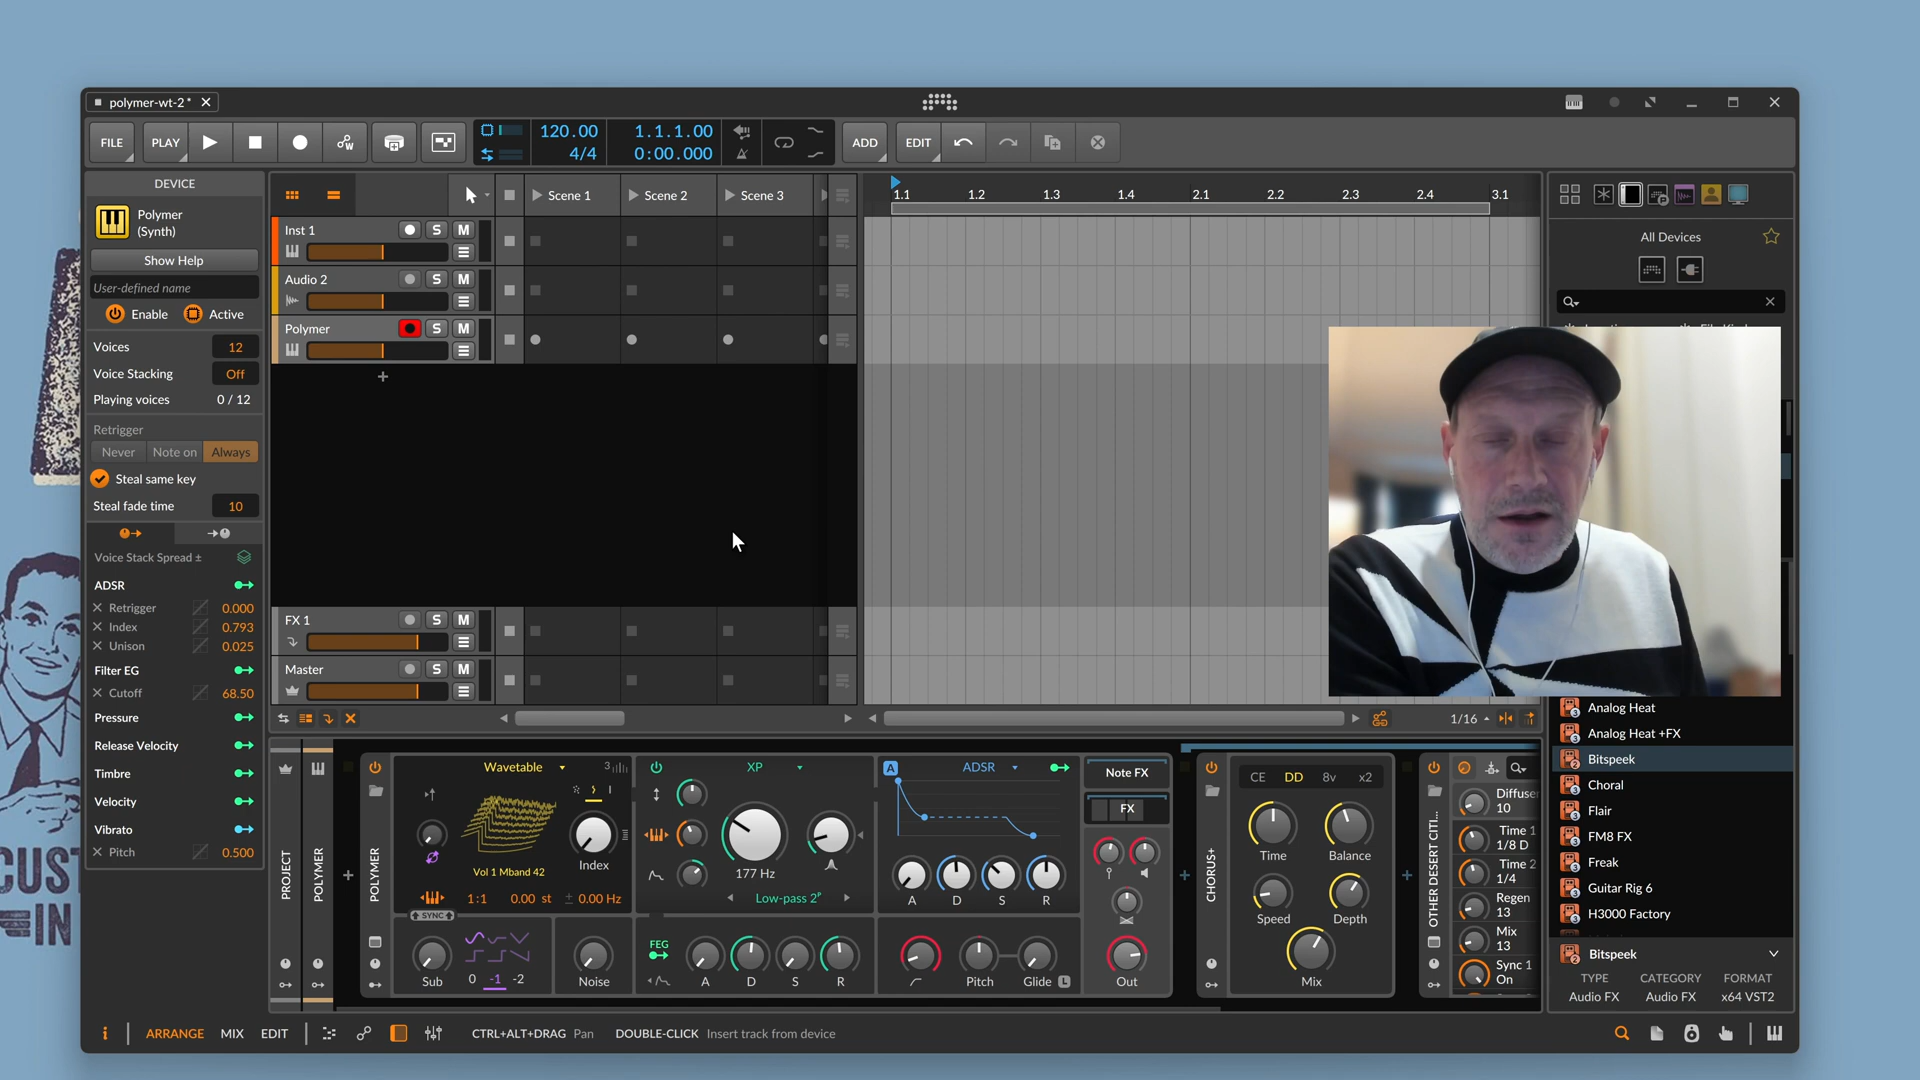 polymer-wt-2*
FILE
PLAY
120.00
4/4
1.1.1.00
0:00.000
ADD
EDIT
DEVICE
Polymer
(Synth)
Show Help
User-defined name
Enable
Active
Voices 12
Voice Stacking Off
Playing voices 0 / 12
Retrigger
Never Note on Always
Steal same key
Steal fade time 10
Voice Stack Spread ±
ADSR
Retrigger 0.000
Index 0.793
Unison 0.025
Filter EG
Cutoff 68.50
Pressure
Release Velocity
Timbre
Velocity
Vibrato
Pitch 0.500
Scene 1
Scene 2
Scene 3
Inst 1 S M
Audio 2 S M
Polymer S M
FX 1 S M
Master S M
1.1 1.2 1.3 1.4 2.1 2.2 2.3 2.4 3.1
1/16
All Devices
Analog Heat
Analog Heat +FX
Bitspeek
Choral
Flair
FM8 FX
Freak
Guitar Rig 6
H3000 Factory
Bitspeek
TYPE CATEGORY FORMAT
Audio FX Audio FX x64 VST2
PROJECT
POLYMER
POLYMER
Wavetable
3
Index
Vol 1 Mband 42
1:1 0.00 st ± 0.00 Hz
SYNC
Sub
0 -1 -2
Noise
XP
177 Hz
Low-pass 2
FEG
A D S R
A
ADSR
A D S R
Pitch
Glide L
Note FX
FX
Out
CHORUS+
CE DD 8v x2
Time
Balance
Speed
Depth
Mix
Time 1
1/8 D
Time 2
1/4
Regen
13
Mix
13
Sync 1
On
i
ARRANGE MIX EDIT
CTRL+ALT+DRAG Pan
DOUBLE-CLICK Insert track from device
IN